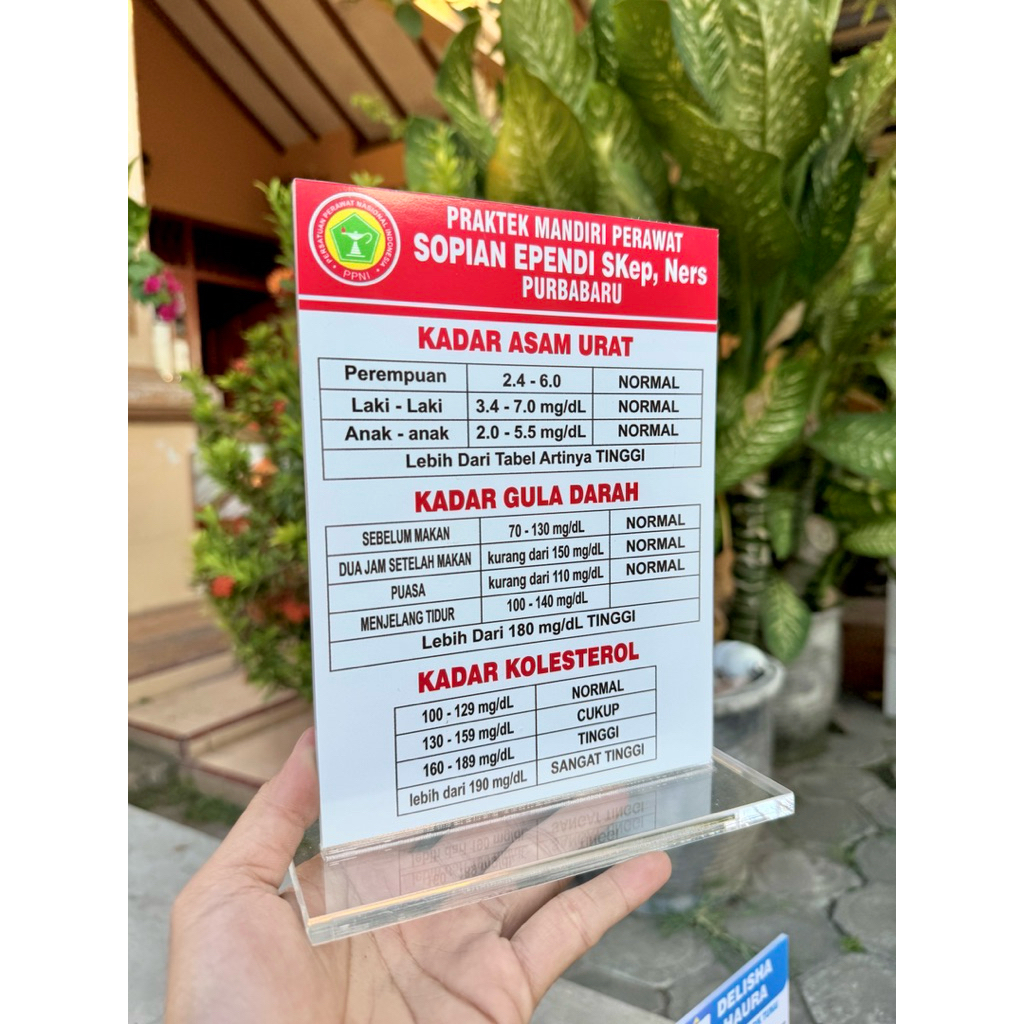 PERSATUAN PERAWAT NASIONAL INDONESIA
PPNI
PRAKTEK MANDIRI PERAWAT
SOPIAN EPENDI SKep, Ners
PURBABARU
KADAR ASAM URAT
Perempuan 2.4 - 6.0 NORMAL
Laki - Laki 3.4 - 7.0 mg/dL NORMAL
Anak - anak 2.0 - 5.5 mg/dL NORMAL
Lebih Dari Tabel Artinya TINGGI
KADAR GULA DARAH
SEBELUM MAKAN 70 - 130 mg/dL NORMAL
DUA JAM SETELAH MAKAN kurang dari 150 mg/dL NORMAL
PUASA kurang dari 110 mg/dL NORMAL
MENJELANG TIDUR 100 - 140 mg/dL
Lebih Dari 180 mg/dL TINGGI
KADAR KOLESTEROL
100 - 129 mg/dL NORMAL
130 - 159 mg/dL CUKUP
160 - 189 mg/dL TINGGI
lebih dari 190 mg/dL SANGAT TINGGI
DELISHA
HAURA